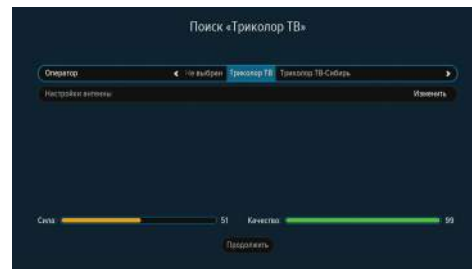 Поиск «Триколор ТВ»
Оператор Не выбран Триколор ТВ Триколор ТВ-Сибирь
Настройки антенны Изменить
Сила 51 Качество 99
Продолжить